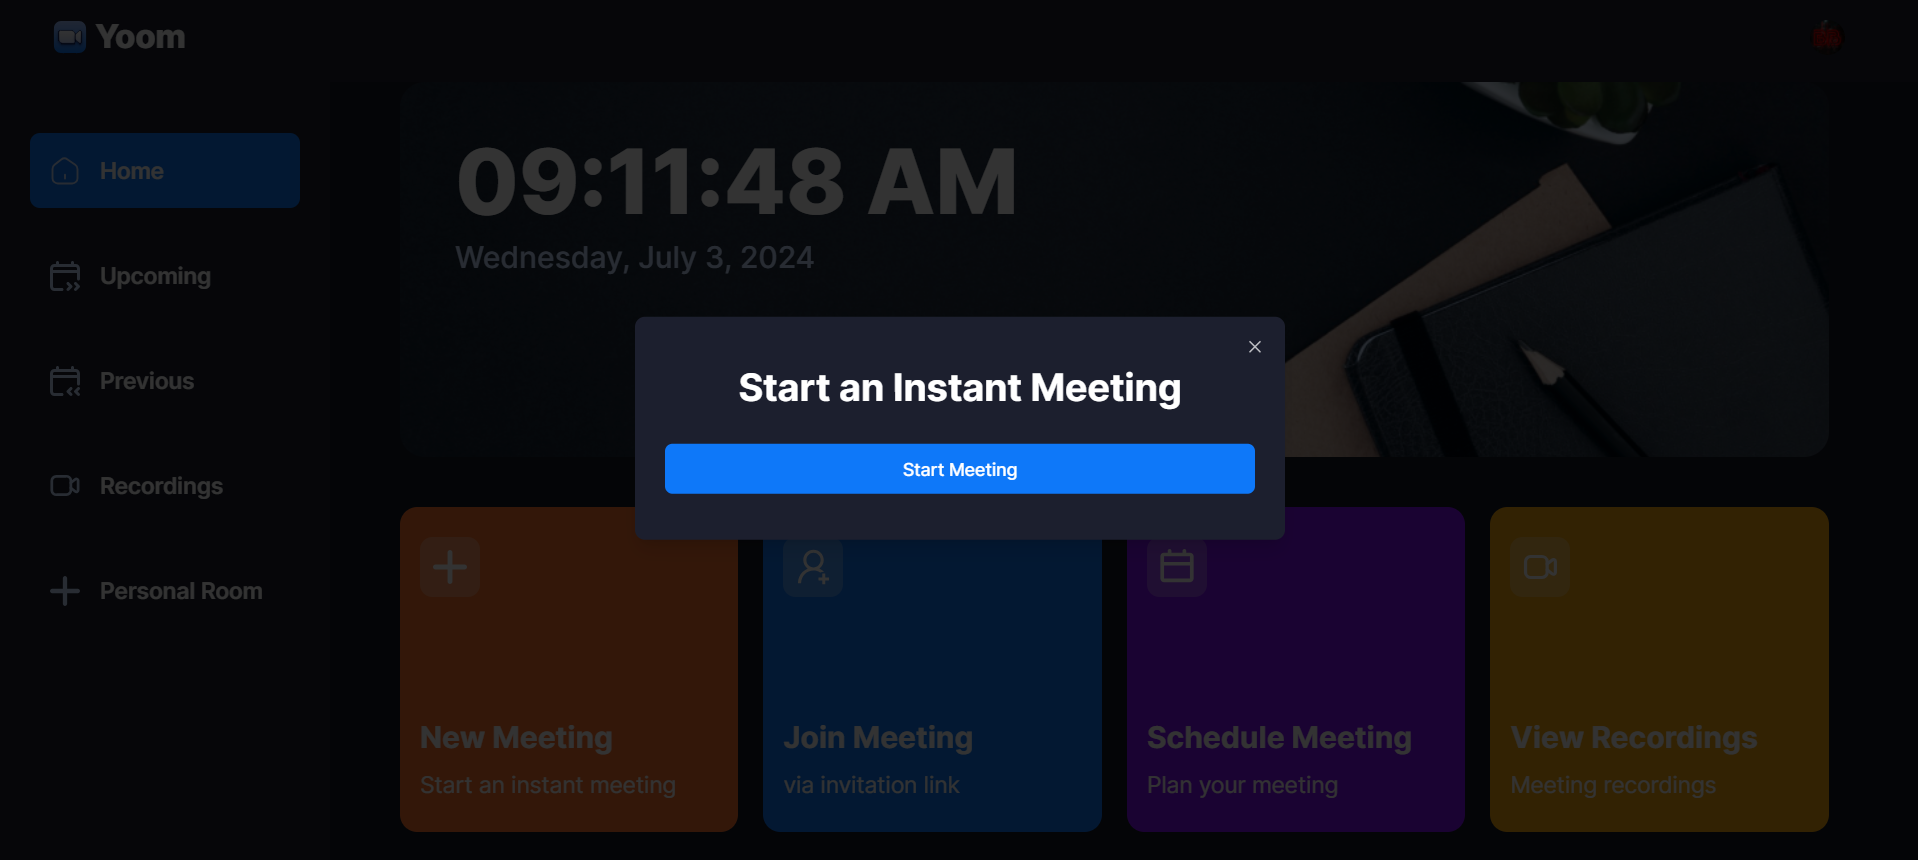 Yoom
Home
Upcoming
Previous
Recordings
Personal Room
09:11:48 AM
Wednesday, July 3, 2024
Start an Instant Meeting
Start Meeting
New Meeting
Start an instant meeting
Join Meeting
via invitation link
Schedule Meeting
Plan your meeting
View Recordings
Meeting recordings